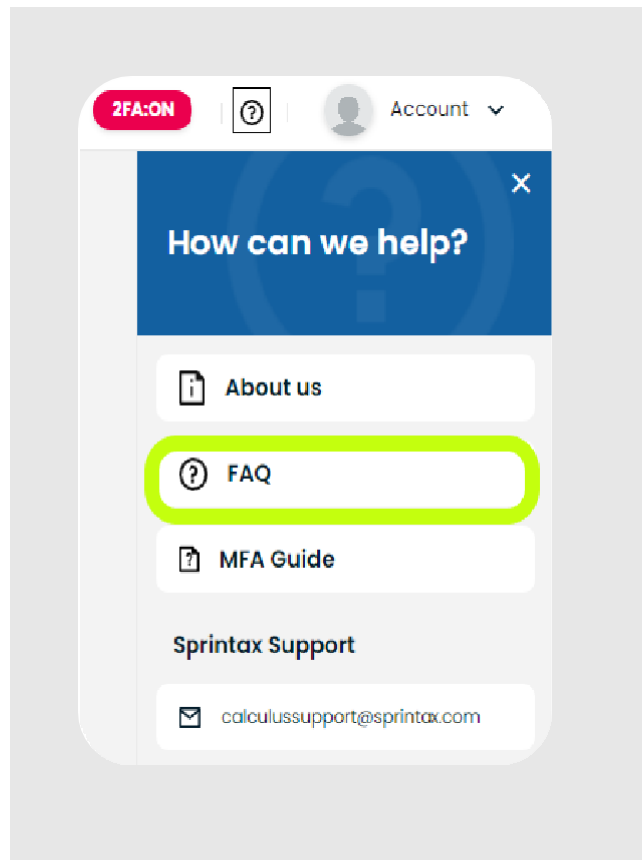 2FA:ON
Account
How can we help?
About us
FAQ
MFA Guide
Sprintax Support
calculussupport@sprintax.com